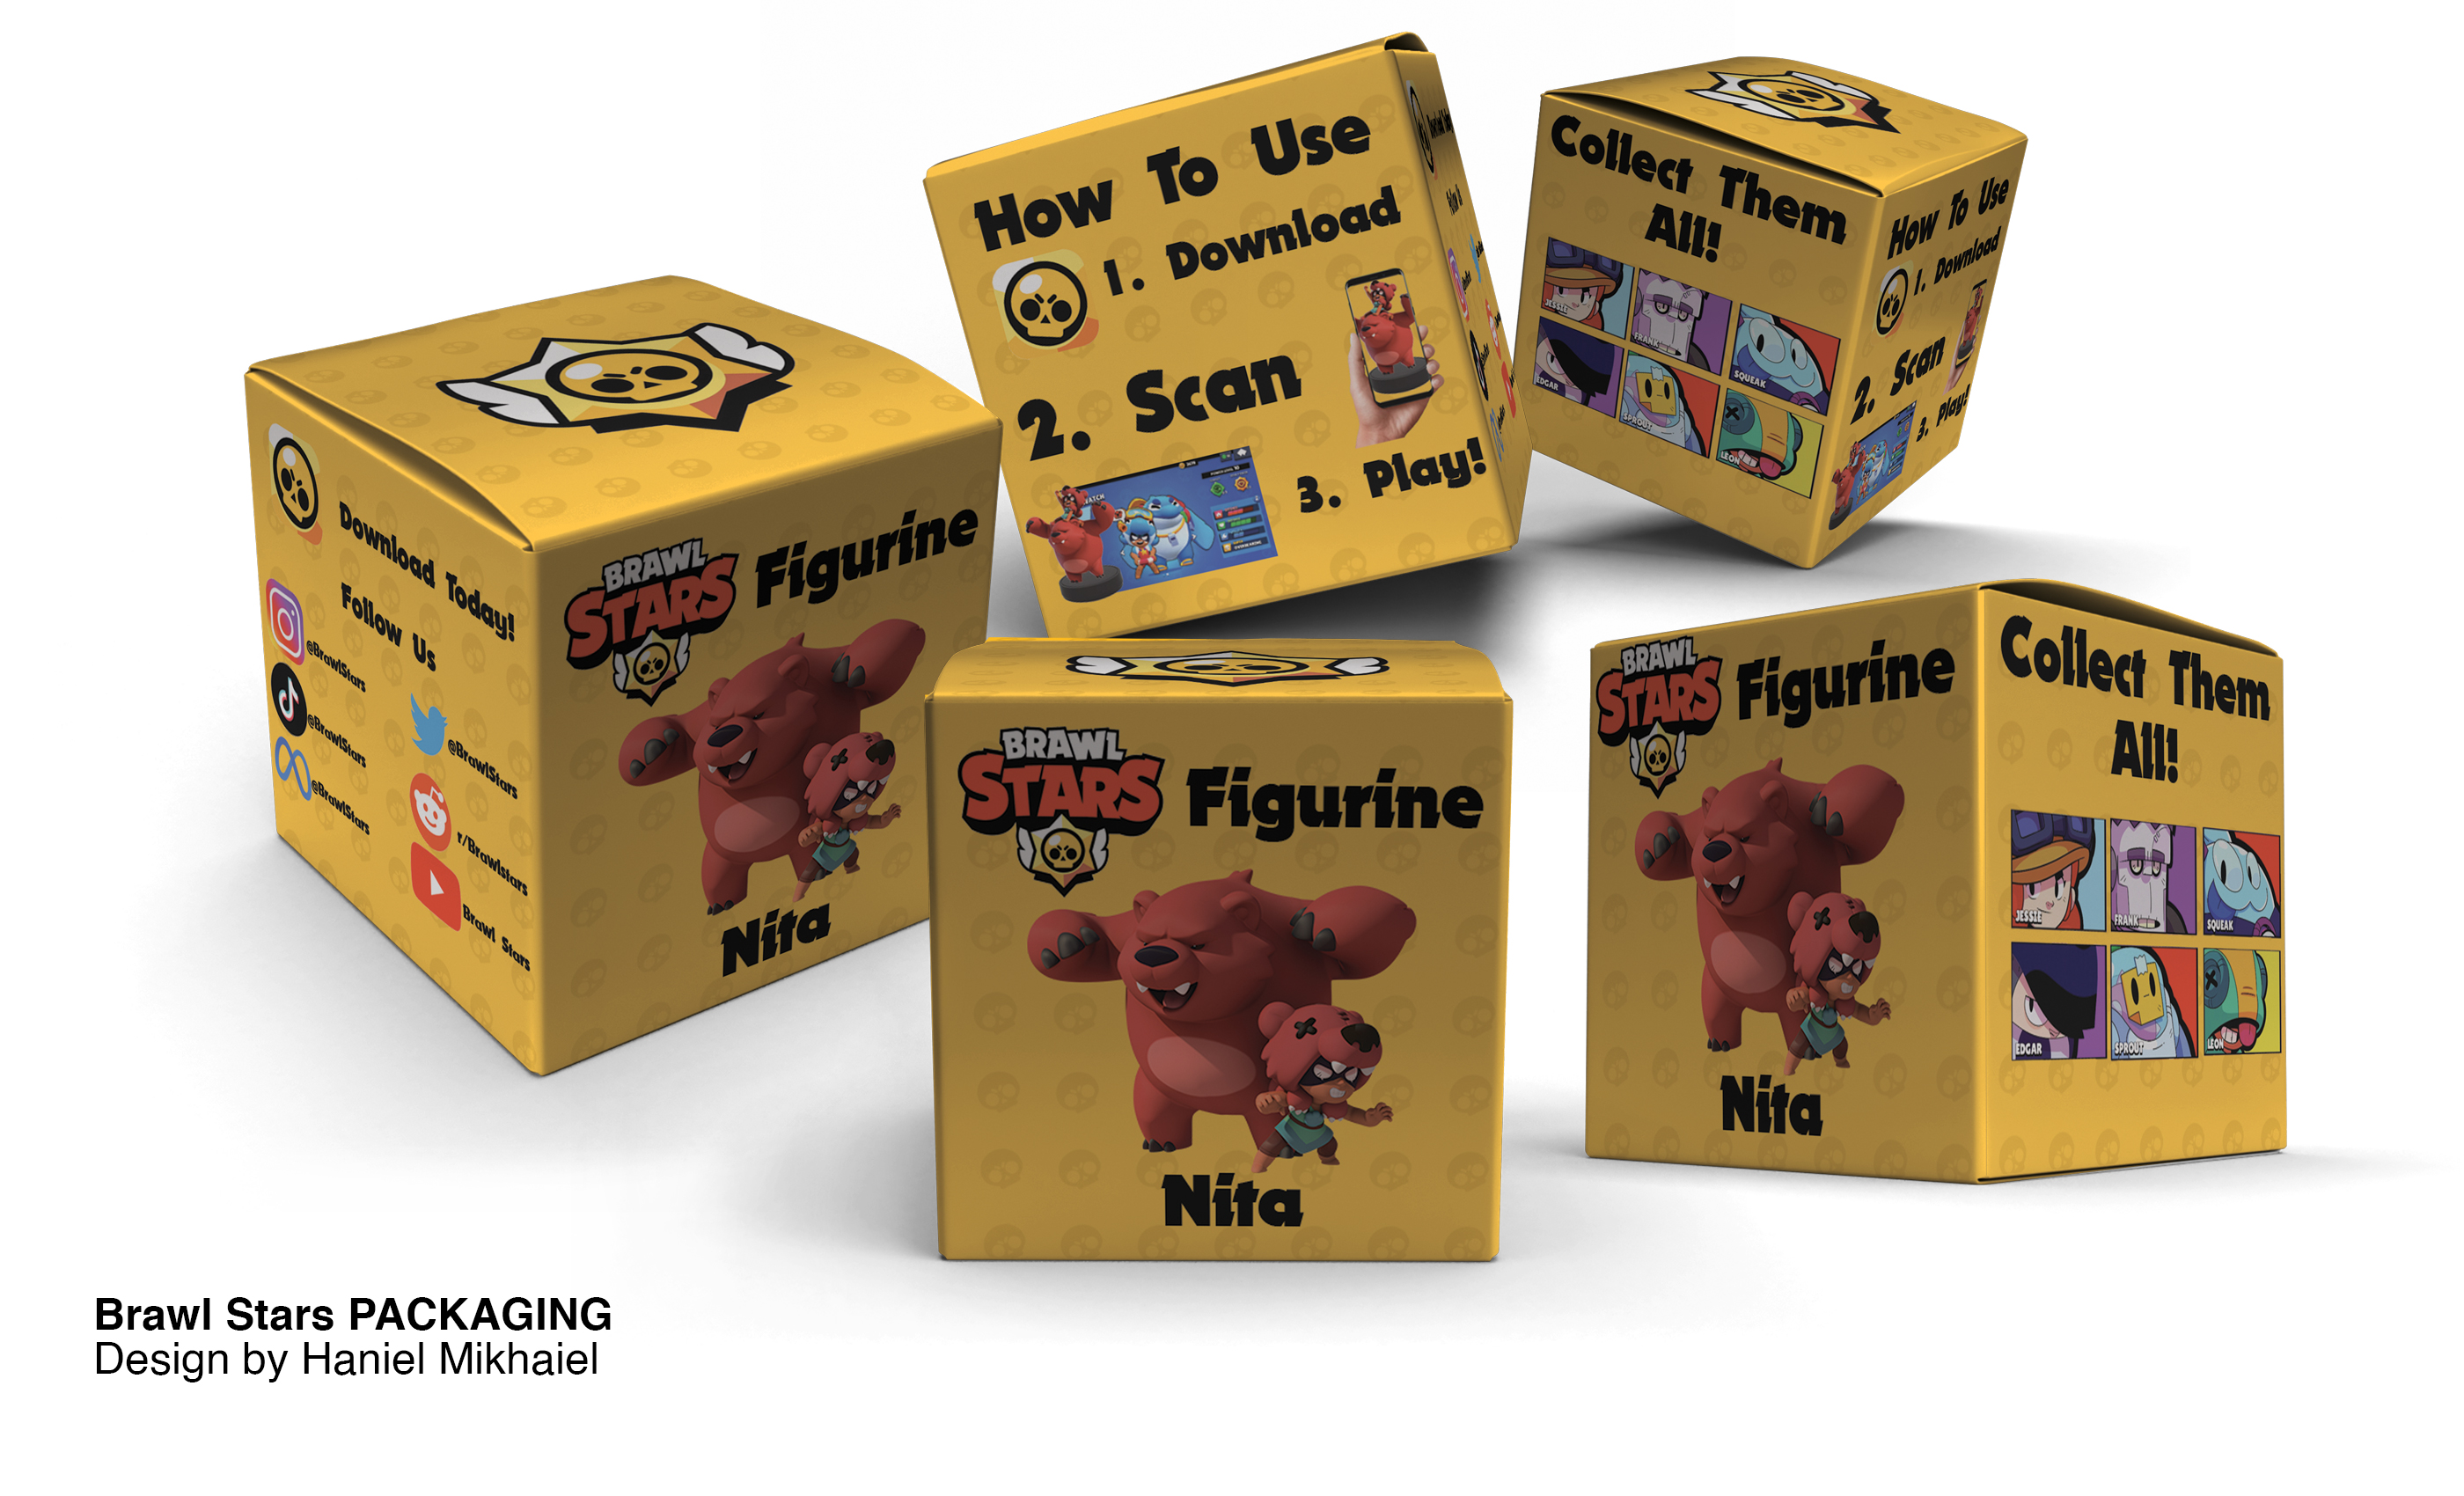 How To Use
1. Download
2. Scan
3. Play!
Collect Them
All!
JESSIE
FRANK
SQUEAK
EDGAR
SPROUT
LEON
How To Use
1. Download
2. Scan
3. Play!
Download Today!
Follow Us
@BrawlStars
@BrawlStars
@BrawlStars
@BrawlStars
r/Brawlstars
Brawl Stars
BRAWL
STARS
Figurine
Nita
BRAWL
STARS
Figurine
Nita
BRAWL
STARS
Figurine
Nita
Collect Them
All!
JESSIE
FRANK
SQUEAK
EDGAR
SPROUT
LEON
Brawl Stars PACKAGING
Design by Haniel Mikhaiel